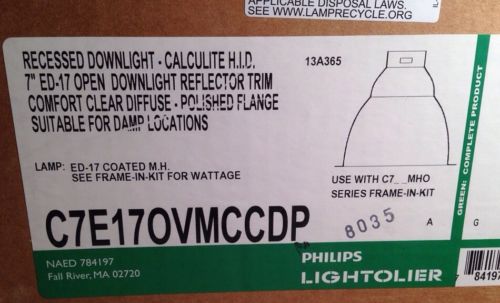 APPLICABLE DISPOSAL LAWS.
SEE WWW.LAMPRECYCLE.ORG
RECESSED DOWNLIGHT - CALCULITE H.I.D.
7" ED-17 OPEN DOWNLIGHT REFLECTOR TRIM
COMFORT CLEAR DIFFUSE - POLISHED FLANGE
SUITABLE FOR DAMP LOCATIONS
13A365
LAMP: ED-17 COATED M.H.
SEE FRAME-IN-KIT FOR WATTAGE
USE WITH C7_ _MHO
SERIES FRAME-IN-KIT
C7E17OVMCCDP
8035
A
G
GREEN: COMPLETE PRODUCT
NAED 784197
Fall River, MA 02720
PHILIPS
LIGHTOLIER
7 84197